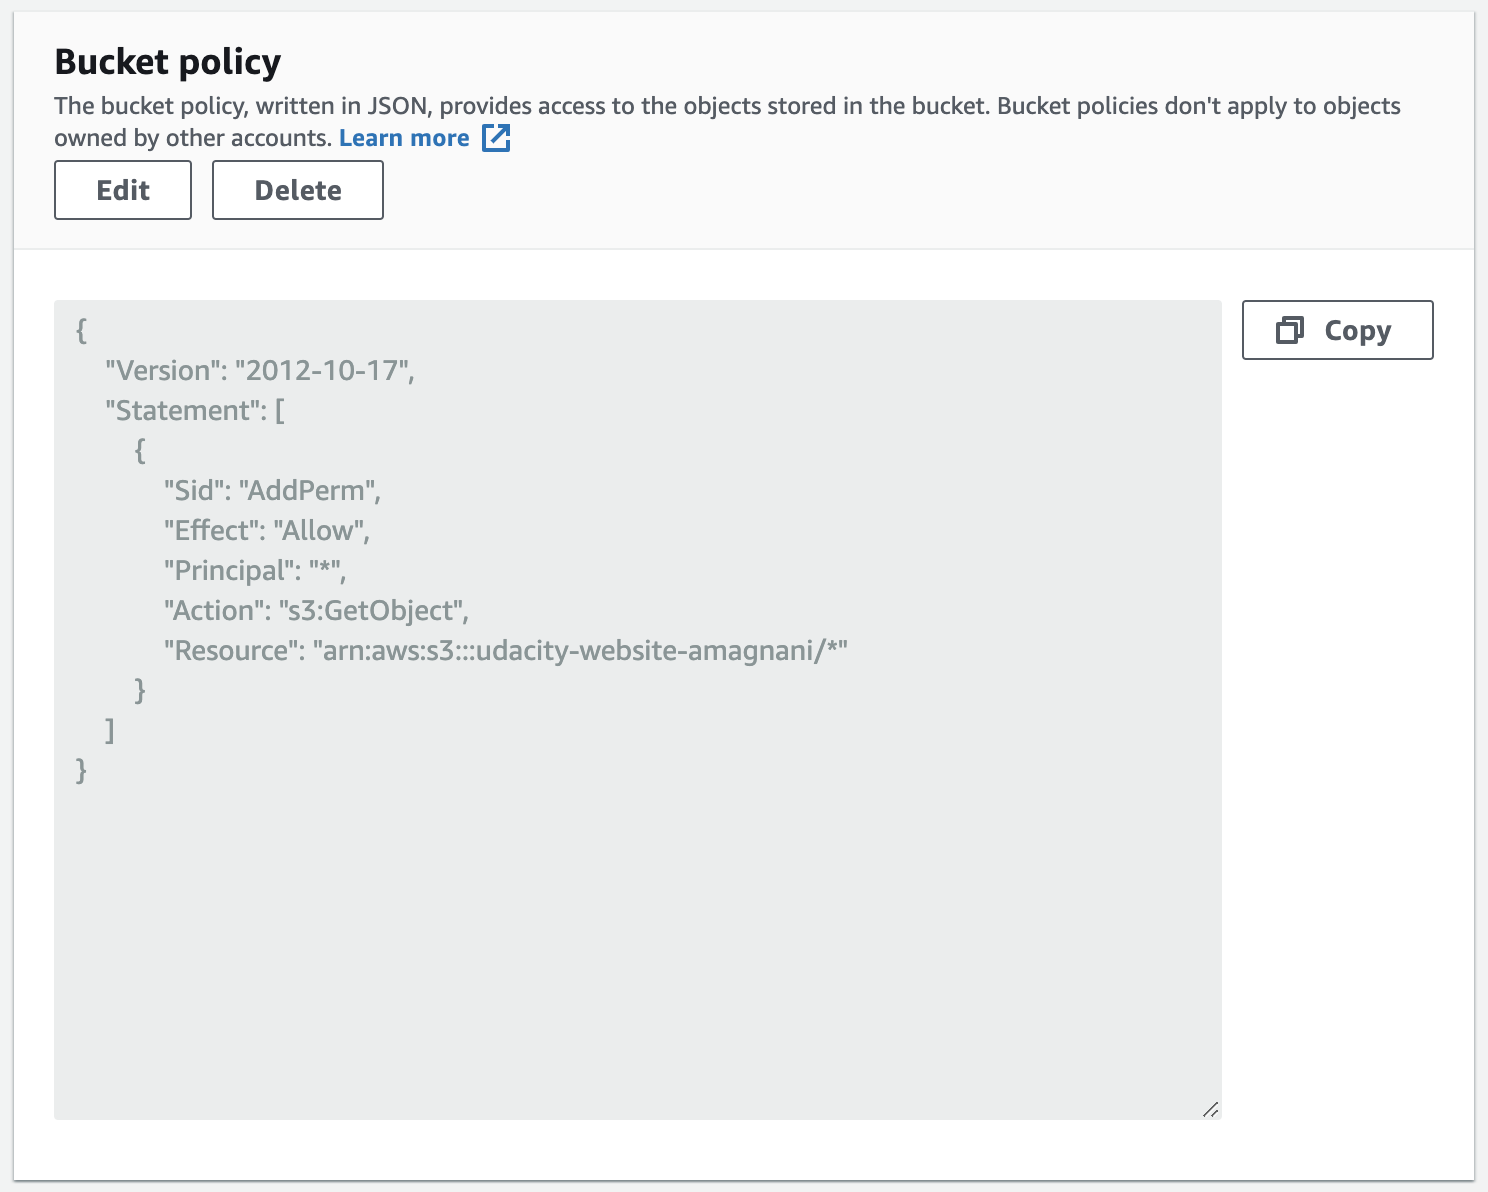 Bucket policy
The bucket policy, written in JSON, provides access to the objects stored in the bucket. Bucket policies don't apply to objects
owned by other accounts. Learn more
Edit Delete
{
Copy
"Version": "2012-10-17",
"Statement": [
{
"Sid": "AddPerm",
"Effect": "Allow",
"Principal": "*",
"Action": "s3:GetObject",
"Resource": "arn:aws:s3:::udacity-website-amagnani/*"
}
]
}